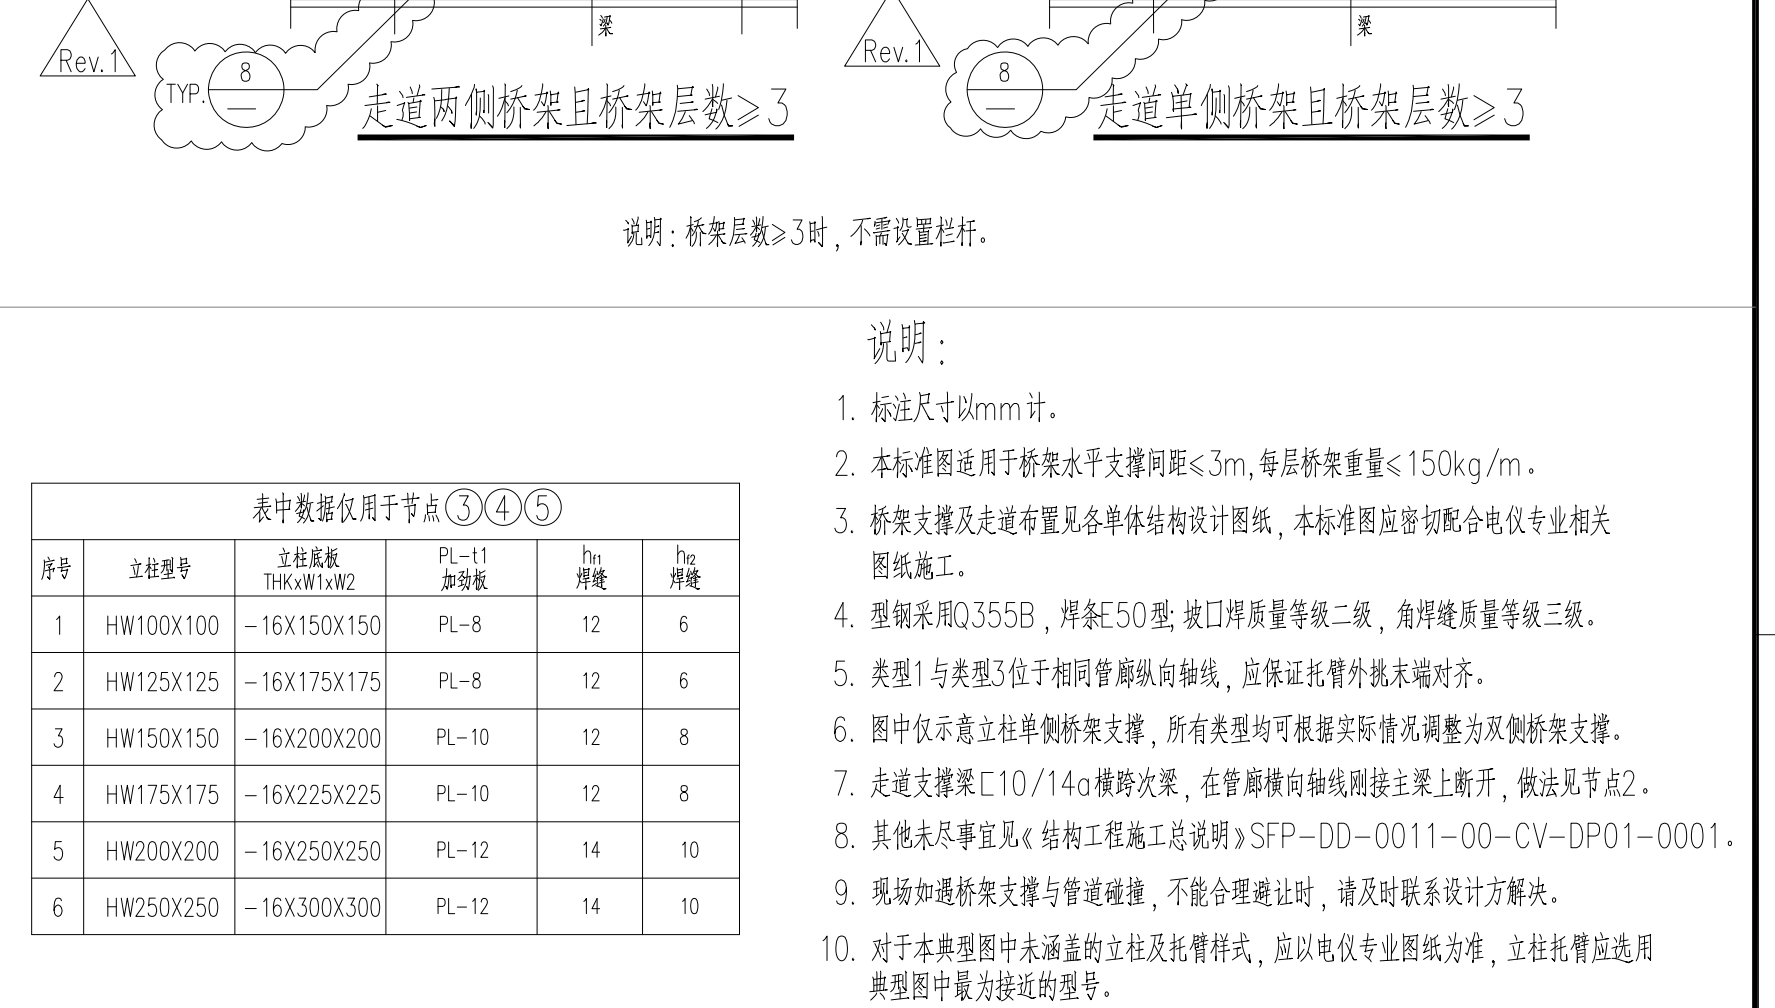 梁
梁
Rev.1
8
TYP.
走道两侧桥架且桥架层数≥3
Rev.1
8
走道单侧桥架且桥架层数≥3
说明：桥架层数≥3时，不需设置栏杆。
表中数据仅用于节点③④⑤
序号 立柱型号 立柱底板 THKxW1xW2 PL-t1 加劲板 hf1 焊缝 hf2 焊缝
1 HW100X100 -16X150X150 PL-8 12 6
2 HW125X125 -16X175X175 PL-8 12 6
3 HW150X150 -16X200X200 PL-10 12 8
4 HW175X175 -16X225X225 PL-10 12 8
5 HW200X200 -16X250X250 PL-12 14 10
6 HW250X250 -16X300X300 PL-12 14 10
说明：
1. 标注尺寸以mm计。
2. 本标准图适用于桥架水平支撑间距≤3m,每层桥架重量≤150kg/m。
3. 桥架支撑及走道布置见各单体结构设计图纸，本标准图应密切配合电仪专业相关
图纸施工。
4. 型钢采用Q355B，焊条E50型;坡口焊质量等级二级，角焊缝质量等级三级。
5. 类型1与类型3位于相同管廊纵向轴线，应保证托臂外挑末端对齐。
6. 图中仅示意立柱单侧桥架支撑，所有类型均可根据实际情况调整为双侧桥架支撑。
7. 走道支撑梁[10/14a横跨次梁，在管廊横向轴线刚接主梁上断开，做法见节点2。
8. 其他未尽事宜见《结构工程施工总说明》SFP-DD-0011-00-CV-DP01-0001。
9. 现场如遇桥架支撑与管道碰撞，不能合理避让时，请及时联系设计方解决。
10. 对于本典型图中未涵盖的立柱及托臂样式，应以电仪专业图纸为准，立柱托臂应选用
典型图中最为接近的型号。